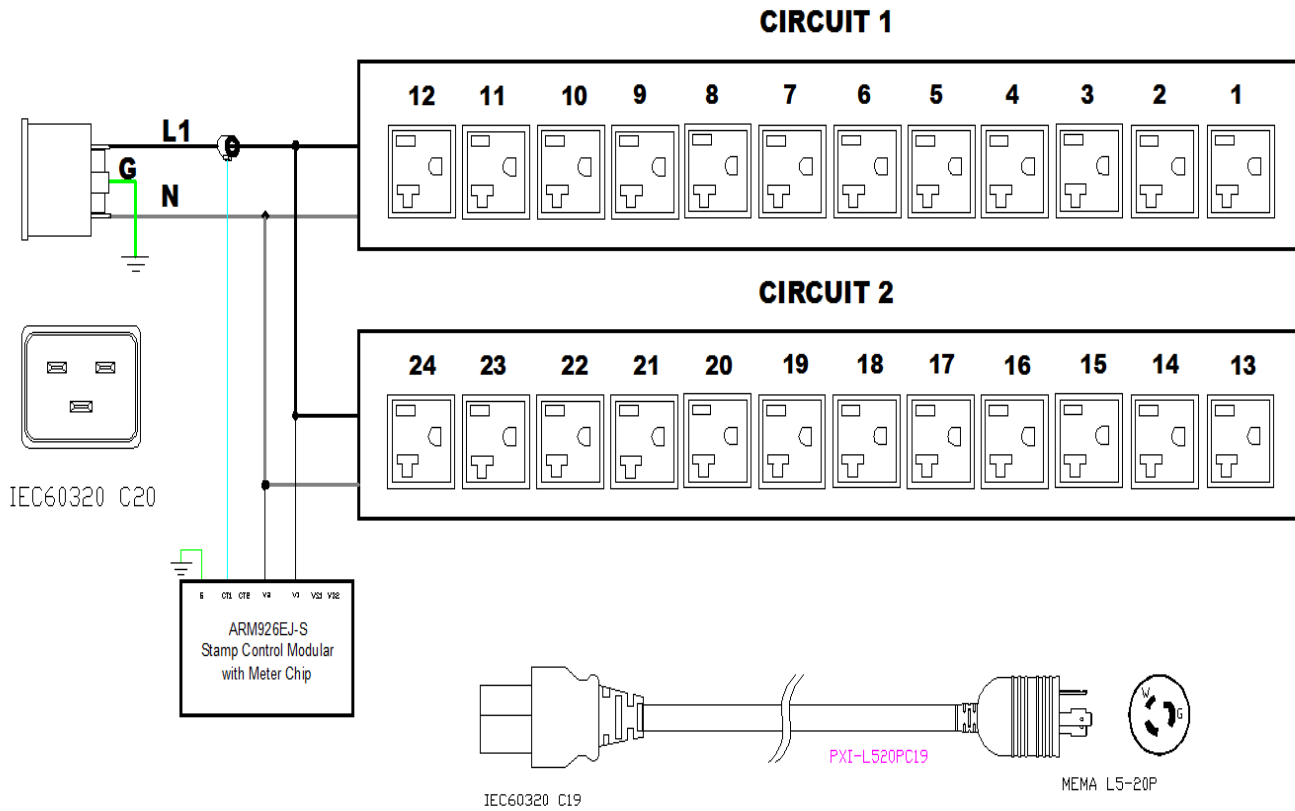 CIRCUIT 1
12 11 10 9 8 7 6 5 4 3 2 1
L1
G
N
CIRCUIT 2
24 23 22 21 20 19 18 17 16 15 14 13
IEC60320 C20
CT1 CT2 V1 VS1 VS2
ARM926EJ-S
Stamp Control Modular
with Meter Chip
W
G
PXI-L520PC19
MEMA L5-20P
IEC60320 C19